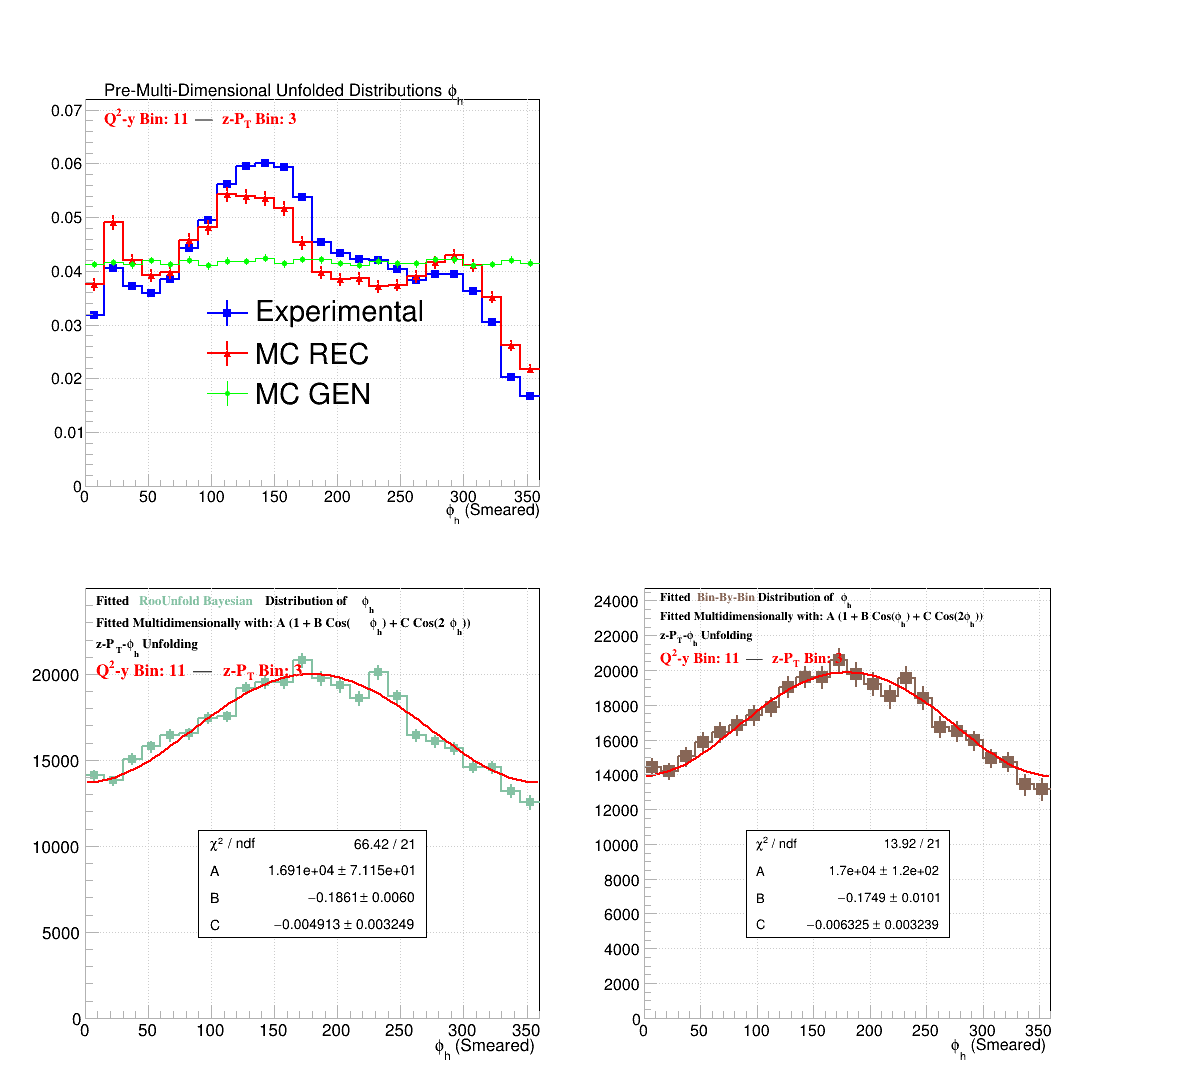 Pre-Multi-Dimensional Unfolded Distributions ϕh
Q²-y Bin: 11 — z-PT Bin: 3
0.07
0.06
0.05
0.04
0.03
0.02
0.01
0
Experimental
MC REC
MC GEN
0 50 100 150 200 250 300 350
ϕh (Smeared)
Fitted RooUnfold Bayesian Distribution of ϕh
Fitted Multidimensionally with: A (1 + B Cos( ϕh) + C Cos(2 ϕh))
z-PT-ϕh Unfolding
Q²-y Bin: 11 — z-PT Bin: 3
20000
15000
10000
5000
0
χ² / ndf 66.42 / 21
A 1.691e+04 ± 7.115e+01
B −0.1861± 0.0060
C −0.004913 ± 0.003249
0 50 100 150 200 250 300 350
ϕh (Smeared)
Fitted Bin-By-Bin Distribution of ϕh
Fitted Multidimensionally with: A (1 + B Cos(ϕh) + C Cos(2ϕh))
z-PT-ϕh Unfolding
Q²-y Bin: 11 — z-PT Bin: 3
24000
22000
20000
18000
16000
14000
12000
10000
8000
6000
4000
2000
0
χ² / ndf 13.92 / 21
A 1.7e+04 ± 1.2e+02
B −0.1749 ± 0.0101
C −0.006325 ± 0.003239
0 50 100 150 200 250 300 350
ϕh (Smeared)